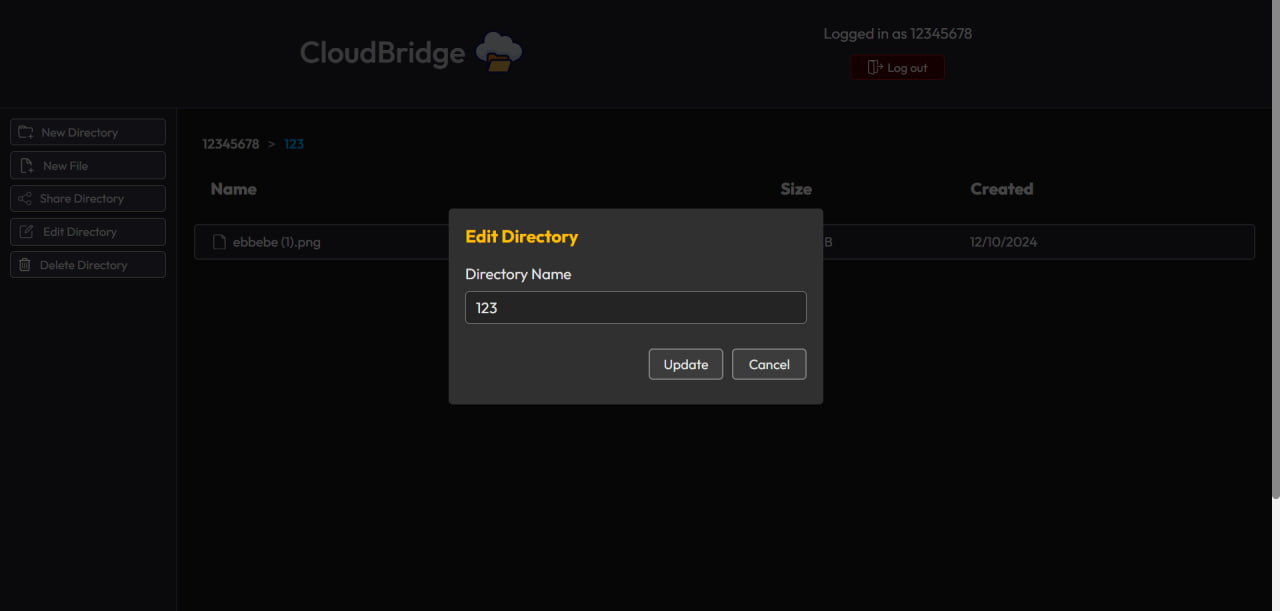 CloudBridge
Logged in as 12345678
Log out
New Directory
New File
Share Directory
Edit Directory
Delete Directory
12345678 > 123
Name Size Created
ebbebe (1).png B 12/10/2024
Edit Directory
Directory Name
123
Update Cancel